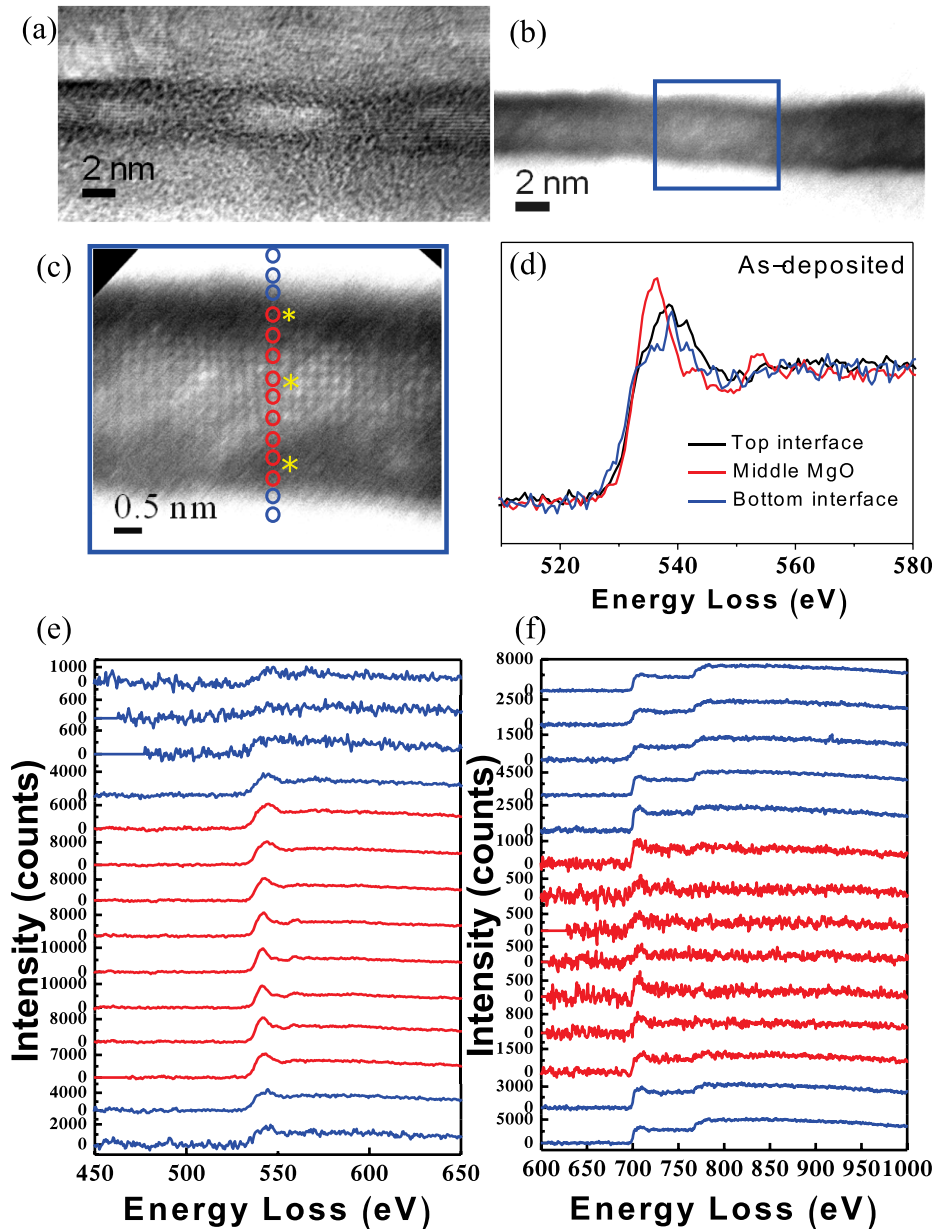 (a)
2 nm
(b)
2 nm
(c)
0.5 nm
(d)
As-deposited
Top interface
Middle MgO
Bottom interface
520 540 560 580
Energy Loss (eV)
(e)
Intensity (counts)
1000
0
600
0
600
0
4000
0
6000
0
8000
0
8000
0
8000
0
10000
0
10000
0
8000
0
7000
0
4000
0
2000
0
450 500 550 600 650
Energy Loss (eV)
(f)
Intensity (counts)
8000
0
2500
0
1500
0
4500
0
2500
0
1000
0
500
0
500
0
500
0
500
0
800
0
1500
0
3000
0
5000
0
600 650 700 750 800 850 900 950 1000
Energy Loss (eV)